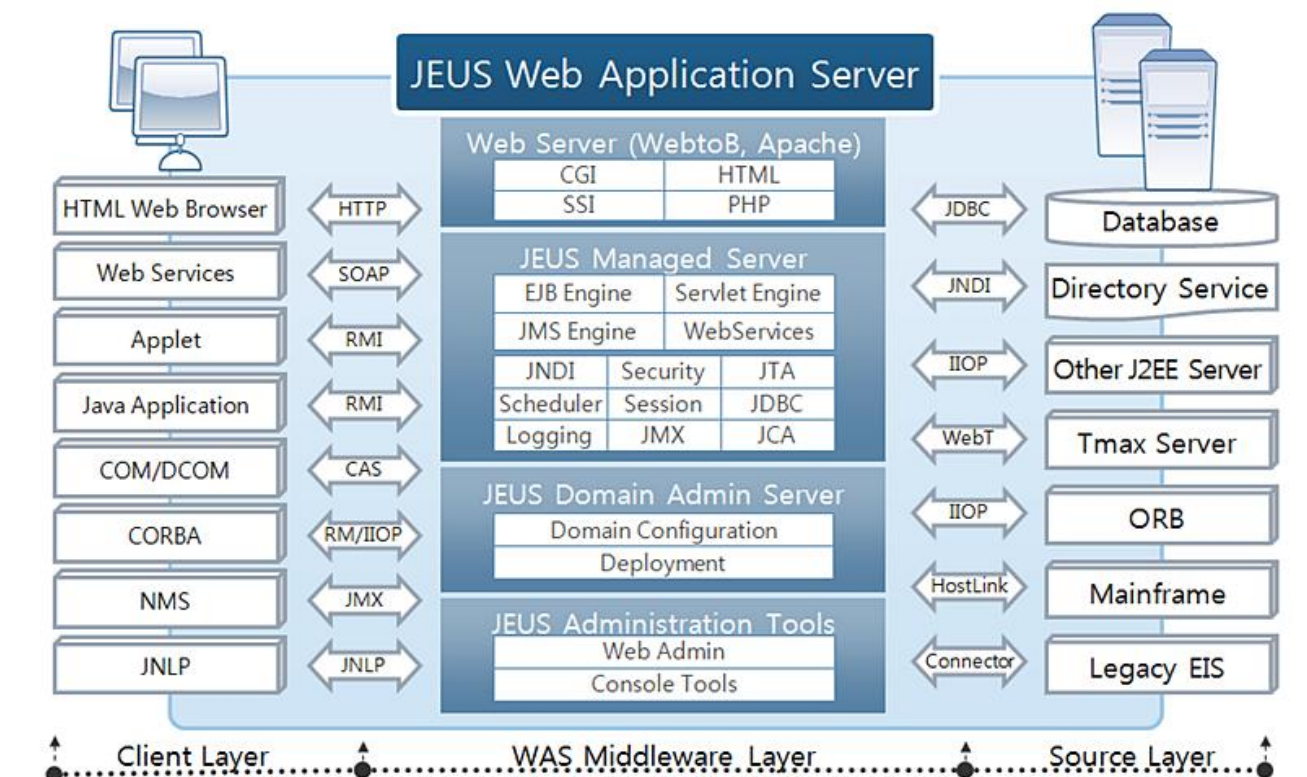 JEUS Web Application Server
Web Server (WebtoB, Apache)
CGI HTML
SSI PHP
JEUS Managed Server
EJB Engine Servlet Engine
JMS Engine WebServices
JNDI Security JTA
Scheduler Session JDBC
Logging JMX JCA
JEUS Domain Admin Server
Domain Configuration
Deployment
JEUS Administration Tools
Web Admin
Console Tools
HTML Web Browser HTTP
Web Services SOAP
Applet RMI
Java Application RMI
COM/DCOM CAS
CORBA RM/IIOP
NMS JMX
JNLP JNLP
JDBC Database
JNDI Directory Service
IIOP Other J2EE Server
WebT Tmax Server
IIOP ORB
HostLink Mainframe
Connector Legacy EIS
Client Layer WAS Middleware Layer Source Layer